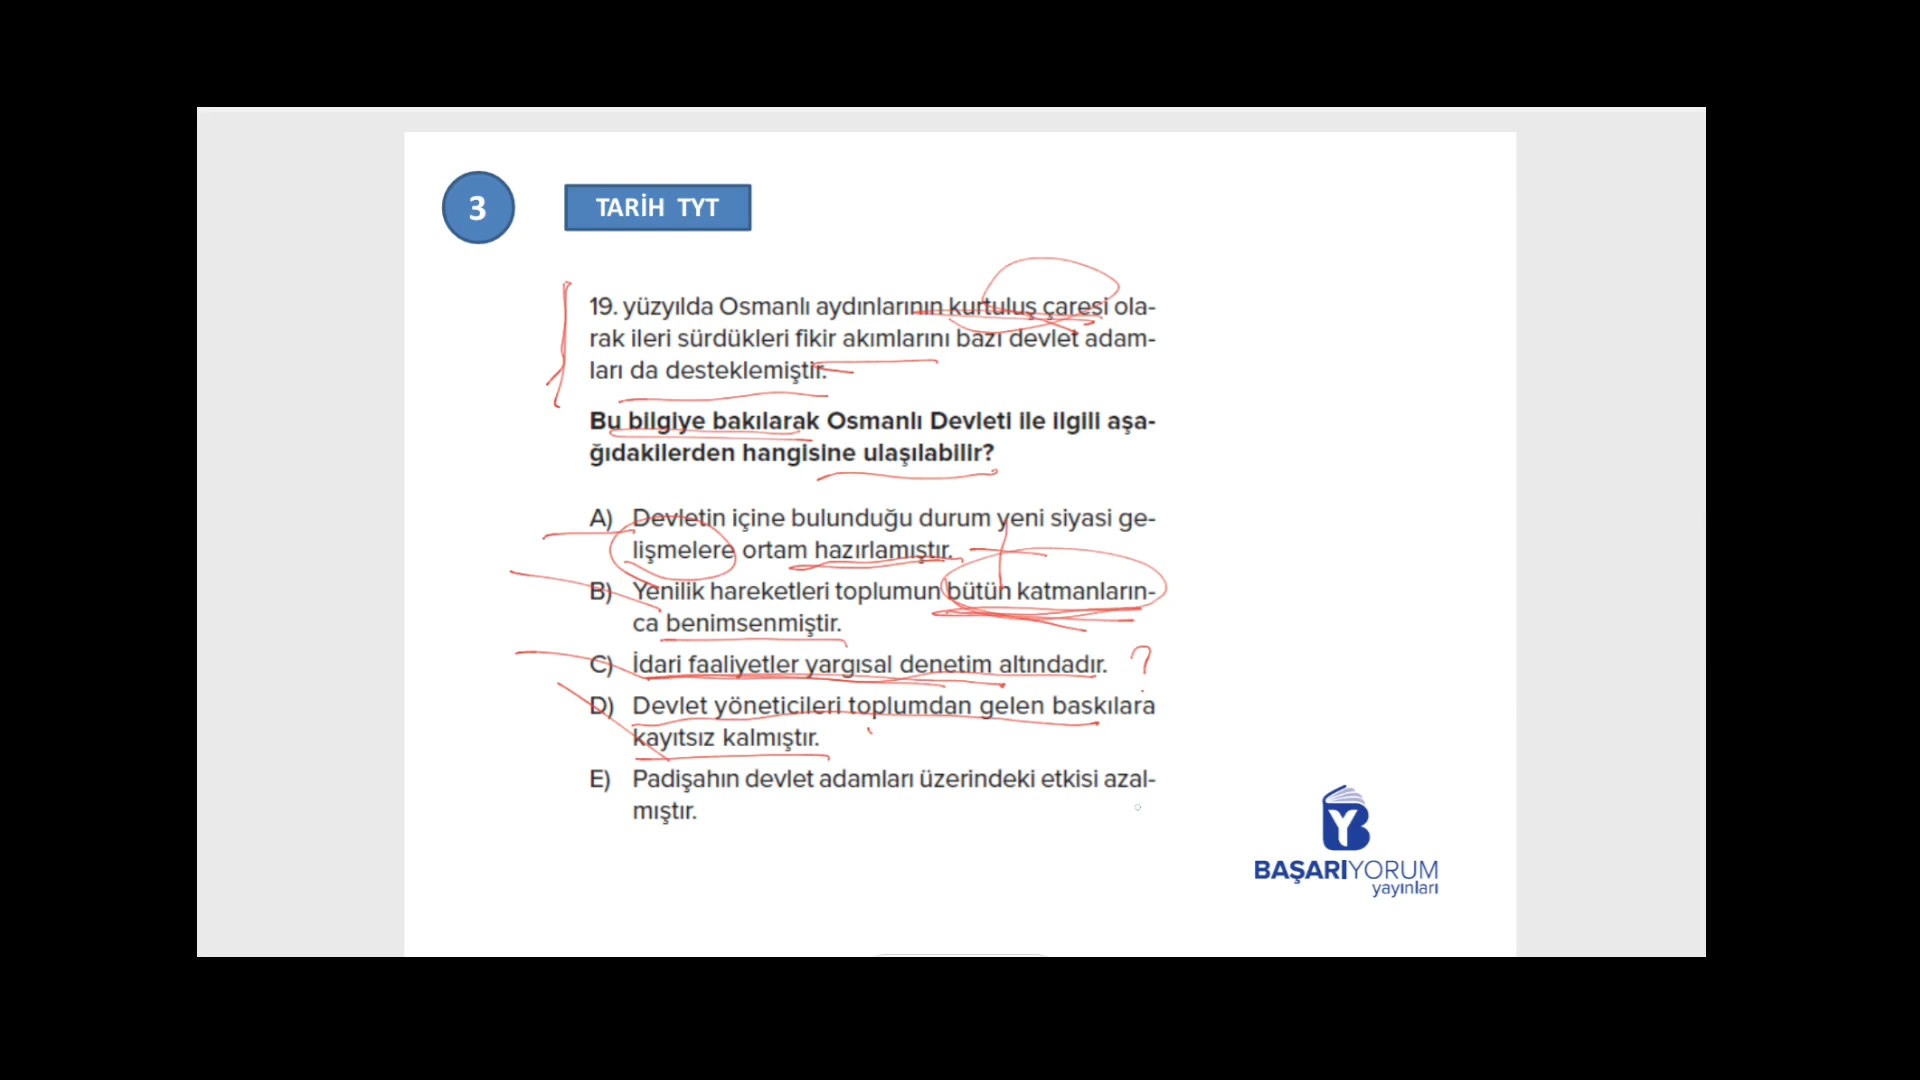 3
TARİH TYT
19. yüzyılda Osmanlı aydınlarının kurtuluş çaresi ola-
rak ileri sürdükleri fikir akımlarını bazı devlet adam-
ları da desteklemiştir.
Bu bilgiye bakılarak Osmanlı Devleti ile ilgili aşa-
ğıdakilerden hangisine ulaşılabilir?
A) Devletin içine bulunduğu durum yeni siyasi ge-
lişmelere ortam hazırlamıştır.
B) Yenilik hareketleri toplumun bütün katmanların-
ca benimsenmiştir.
C) İdari faaliyetler yargısal denetim altındadır. ?
D) Devlet yöneticileri toplumdan gelen baskılara
kayıtsız kalmıştır.
E) Padişahın devlet adamları üzerindeki etkisi azal-
mıştır.
BAŞARIYORUM
yayınları